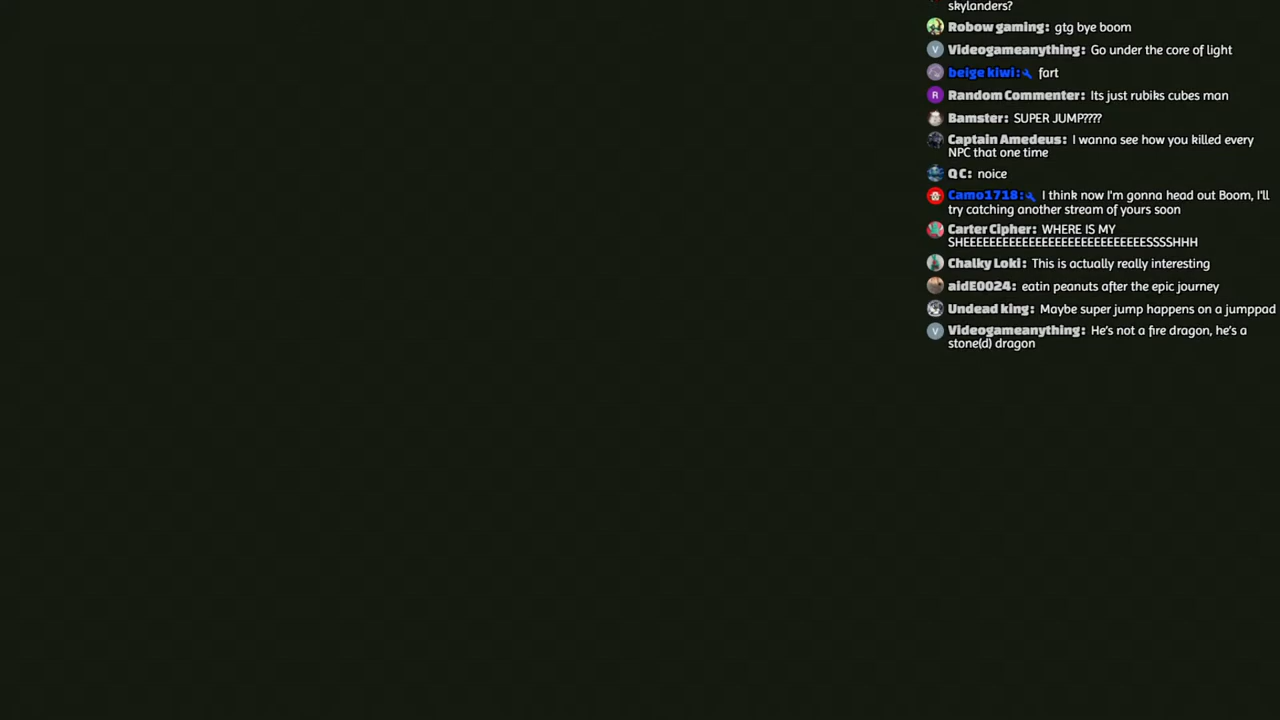 skylanders?
Robow gaming: gtg bye boom
Videogameanything: Go under the core of light
beige kiwi: fart
Random Commenter: Its just rubiks cubes man
Bamster: SUPER JUMP????
Captain Amedeus: I wanna see how you killed every
NPC that one time
Q C: noice
Camo1718: I think now I'm gonna head out Boom, I'll
try catching another stream of yours soon
Carter Cipher: WHERE IS MY
SHEEEEEEEEEEEEEEEEEEEEEEEEEEESSSSHHH
Chalky Loki: This is actually really interesting
aidE0024: eatin peanuts after the epic journey
Undead king: Maybe super jump happens on a jumppad
Videogameanything: He's not a fire dragon, he's a
stone(d) dragon